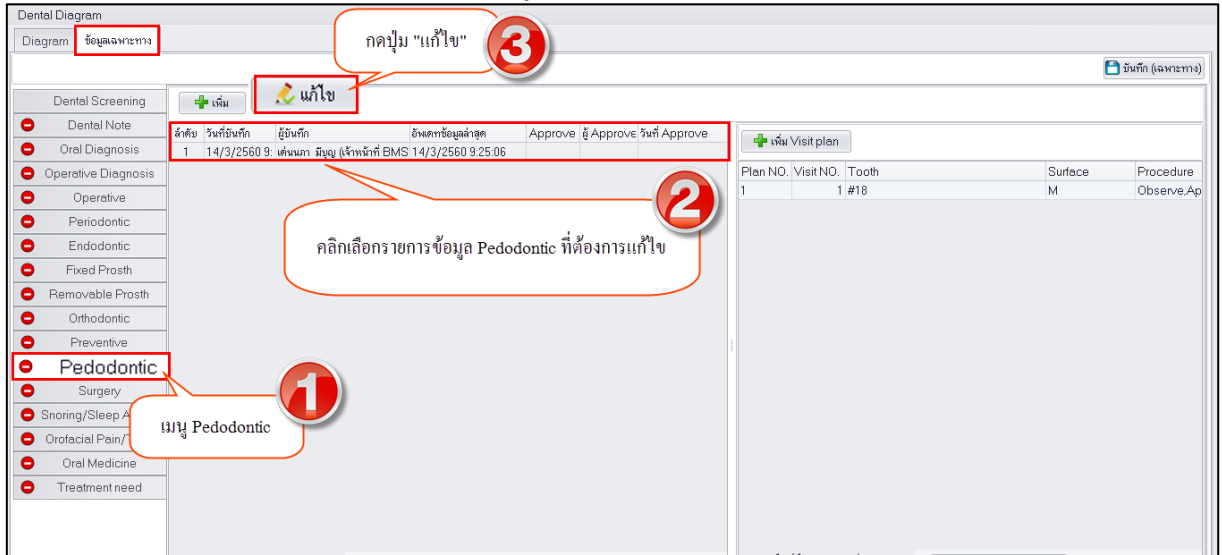 Dental Diagram
Diagram ข้อมูลเฉพาะทาง
กดปุ่ม "แก้ไข"
3
บันทึก (เฉพาะทาง)
Dental Screening
เพิ่ม
แก้ไข
Dental Note
Oral Diagnosis
Operative Diagnosis
Operative
Periodontic
Endodontic
Fixed Prosth
Removable Prosth
Orthodontic
Preventive
Pedodontic
Surgery
Snoring/Sleep A
Orofacial Pain/
Oral Medicine
Treatment need
ลำดับ วันที่บันทึก ผู้บันทึก อัพเดทข้อมูลล่าสุด Approve ผู้ Approve วันที่ Approve
1 14/3/2560 9: เด่นนภา มีบุญ (เจ้าหน้าที่ BMS 14/3/2560 9:25:06
2
คลิกเลือกรายการข้อมูล Pedodontic ที่ต้องการแก้ไข
1
เมนู Pedodontic
เพิ่ม Visit plan
Plan NO. Visit NO. Tooth Surface Procedure
1 1 #18 M Observe,Ap